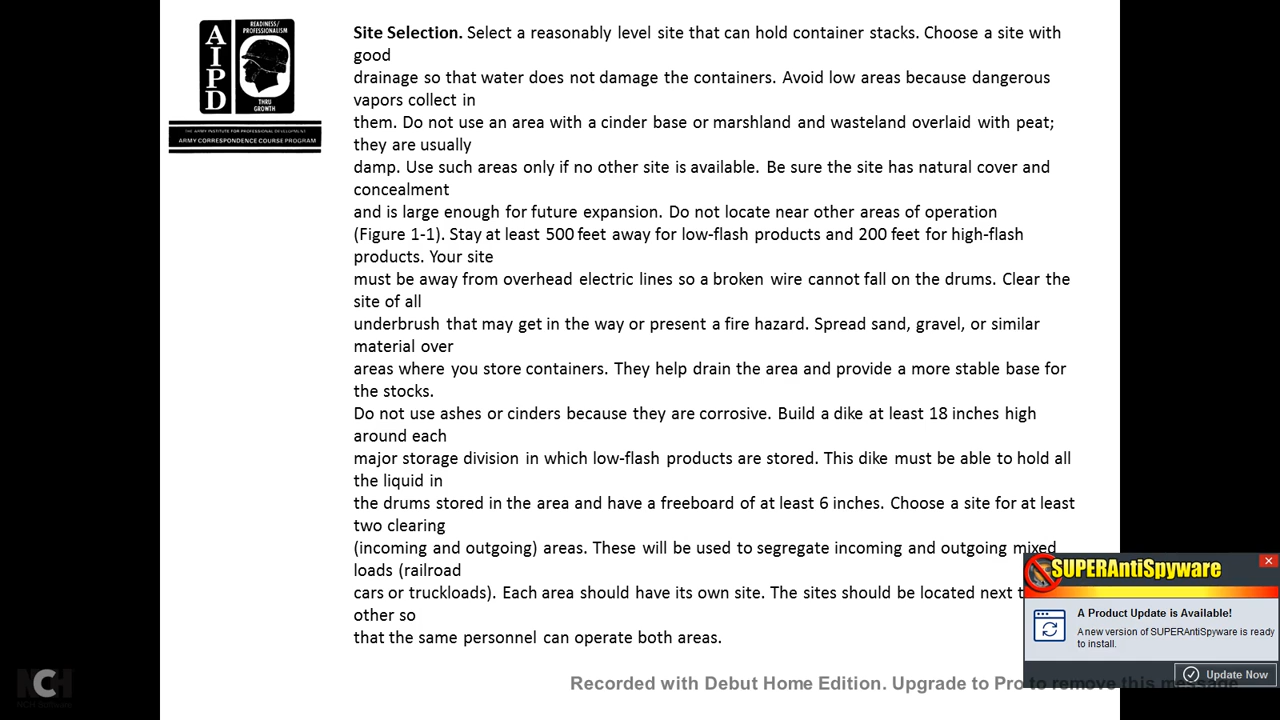 AIPD
READINESS/
PROFESSIONALISM
THRU
GROWTH
THE ARMY INSTITUTE FOR PROFESSIONAL DEVELOPMENT
ARMY CORRESPONDENCE COURSE PROGRAM
Site Selection. Select a reasonably level site that can hold container stacks. Choose a site with
good
drainage so that water does not damage the containers. Avoid low areas because dangerous
vapors collect in
them. Do not use an area with a cinder base or marshland and wasteland overlaid with peat;
they are usually
damp. Use such areas only if no other site is available. Be sure the site has natural cover and
concealment
and is large enough for future expansion. Do not locate near other areas of operation
(Figure 1-1). Stay at least 500 feet away for low-flash products and 200 feet for high-flash
products. Your site
must be away from overhead electric lines so a broken wire cannot fall on the drums. Clear the
site of all
underbrush that may get in the way or present a fire hazard. Spread sand, gravel, or similar
material over
areas where you store containers. They help drain the area and provide a more stable base for
the stocks.
Do not use ashes or cinders because they are corrosive. Build a dike at least 18 inches high
around each
major storage division in which low-flash products are stored. This dike must be able to hold all
the liquid in
the drums stored in the area and have a freeboard of at least 6 inches. Choose a site for at least
two clearing
(incoming and outgoing) areas. These will be used to segregate incoming and outgoing mixed
loads (railroad
cars or truckloads). Each area should have its own site. The sites should be located next
other so
that the same personnel can operate both areas.
SUPERAntiSpyware
A Product Update is Available!
A new version of SUPERAntiSpyware is ready
to install.
Update Now
NCH
NCH Software
Recorded with Debut Home Edition. Upgrade to Pro to remove this message